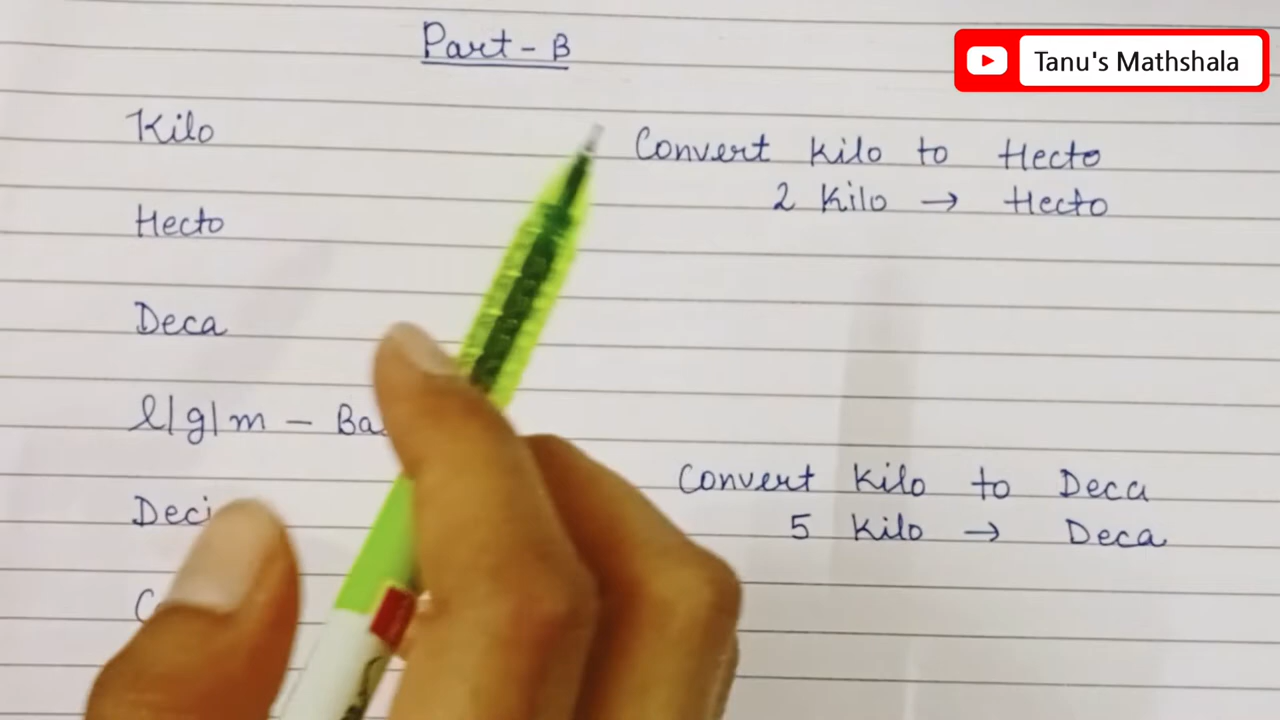 Part - B
Tanu's Mathshala
Kilo
Hecto
Deca
l/g/m -
Deci
Convert Kilo to Hecto
2 Kilo → Hecto
Convert Kilo to Deca
5 Kilo → Deca